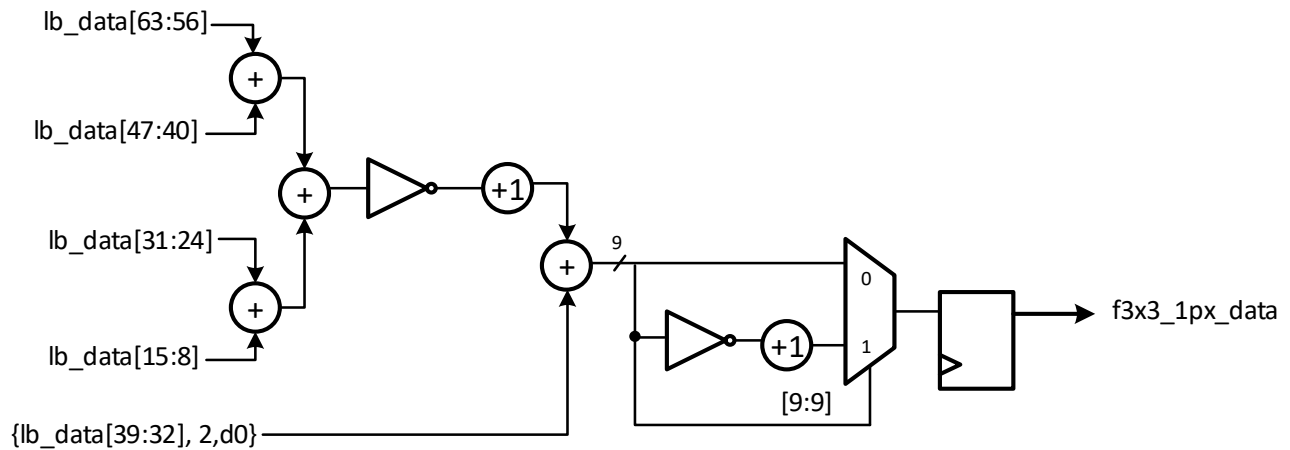 lb_data[63:56]
+
lb_data[47:40]
+
+1
lb_data[31:24]
9
+
+
0
f3x3_1px_data
lb_data[15:8]
+1
1
[9:9]
{lb_data[39:32], 2,d0}